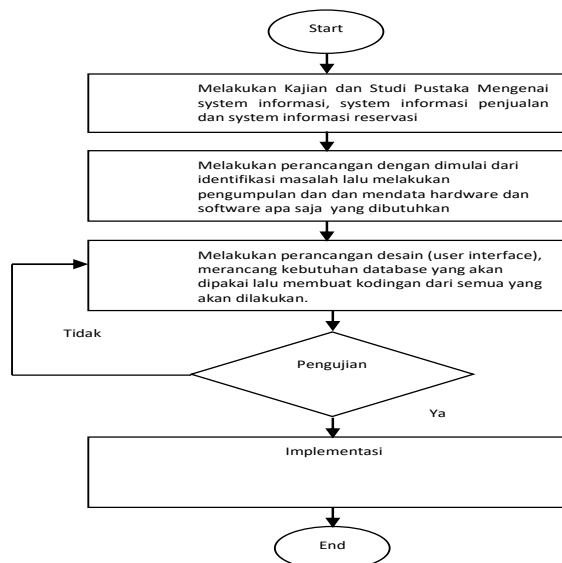 Start
Melakukan Kajian dan Studi Pustaka Mengenai
system informasi, system informasi penjualan
dan system informasi reservasi
Melakukan perancangan dengan dimulai dari
identifikasi masalah lalu melakukan
pengumpulan dan dan mendata hardware dan
software apa saja yang dibutuhkan
Melakukan perancangan desain (user interface),
merancang kebutuhan database yang akan
dipakai lalu membuat kodingan dari semua yang
akan dilakukan.
Tidak
Pengujian
Ya
Implementasi
End